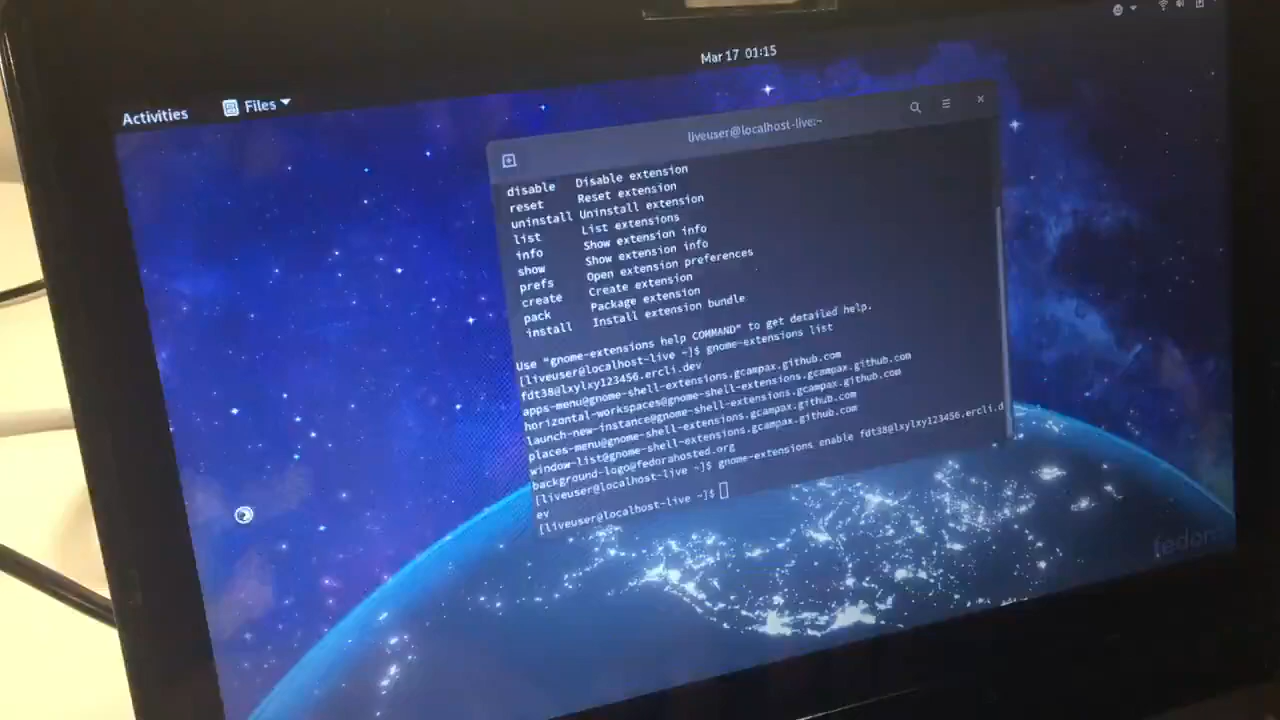 Mar 17 01:15
Activities
Files
liveuser@localhost-live:~
disable Disable extension
reset Reset extension
uninstall Uninstall extension
list List extensions
info Show extension info
show Show extension info
prefs Open extension preferences
create Create extension
pack Package extension
install Install extension bundle
Use "gnome-extensions help COMMAND" to get detailed help.
[liveuser@localhost-live ~]$ gnome-extensions list
fdt38@lxylxy123456.ercli.dev
apps-menu@gnome-shell-extensions.gcampax.github.com
horizontal-workspaces@gnome-shell-extensions.gcampax.github.com
launch-new-instance@gnome-shell-extensions.gcampax.github.com
places-menu@gnome-shell-extensions.gcampax.github.com
window-list@gnome-shell-extensions.gcampax.github.com
background-logo@fedorahosted.org
[liveuser@localhost-live ~]$ gnome-extensions enable fdt38@lxylxy123456.ercli.d
ev
[liveuser@localhost-live ~]$
fedora